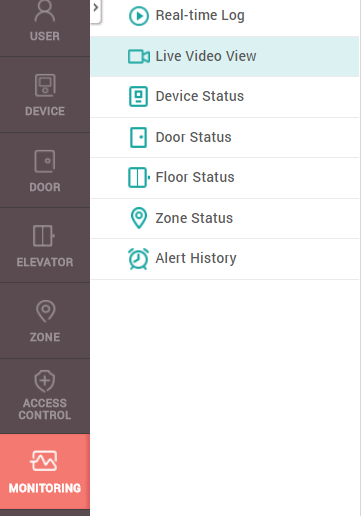 USER
DEVICE
DOOR
ELEVATOR
ZONE
ACCESS
CONTROL
MONITORING
Real-time Log
Live Video View
Device Status
Door Status
Floor Status
Zone Status
Alert History